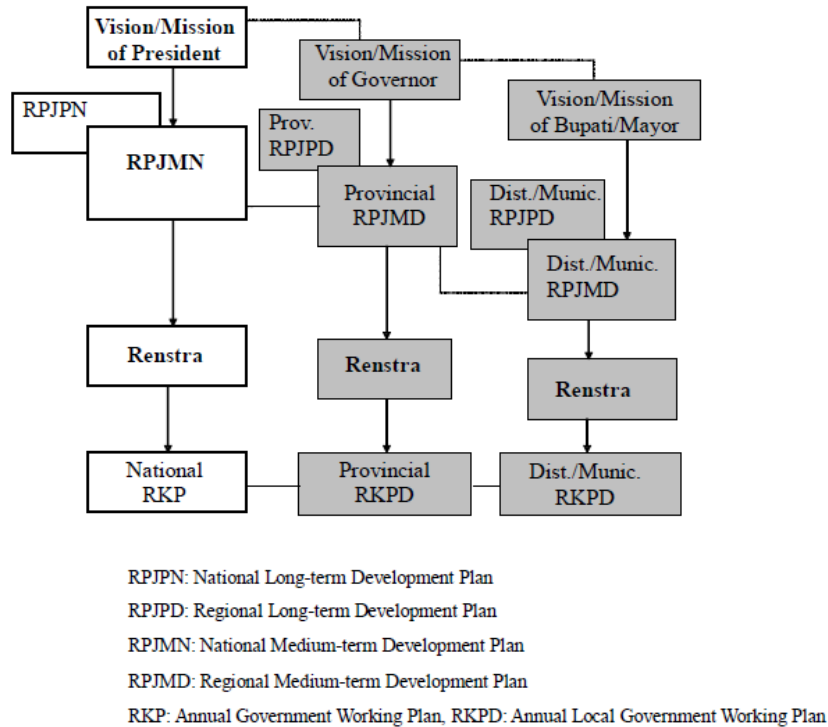 Vision/Mission
of President
Vision/Mission
of Governor
Vision/Mission
of Bupati/Mayor
RPJPN
RPJMN
Prov.
RPJPD
Provincial
RPJMD
Dist./Munic.
RPJPD
Dist./Munic.
RPJMD
Renstra
Renstra
Renstra
National
RKP
Provincial
RKPD
Dist./Munic.
RKPD
RPJPN: National Long-term Development Plan
RPJPD: Regional Long-term Development Plan
RPJMN: National Medium-term Development Plan
RPJMD: Regional Medium-term Development Plan
RKP: Annual Government Working Plan, RKPD: Annual Local Government Working Plan